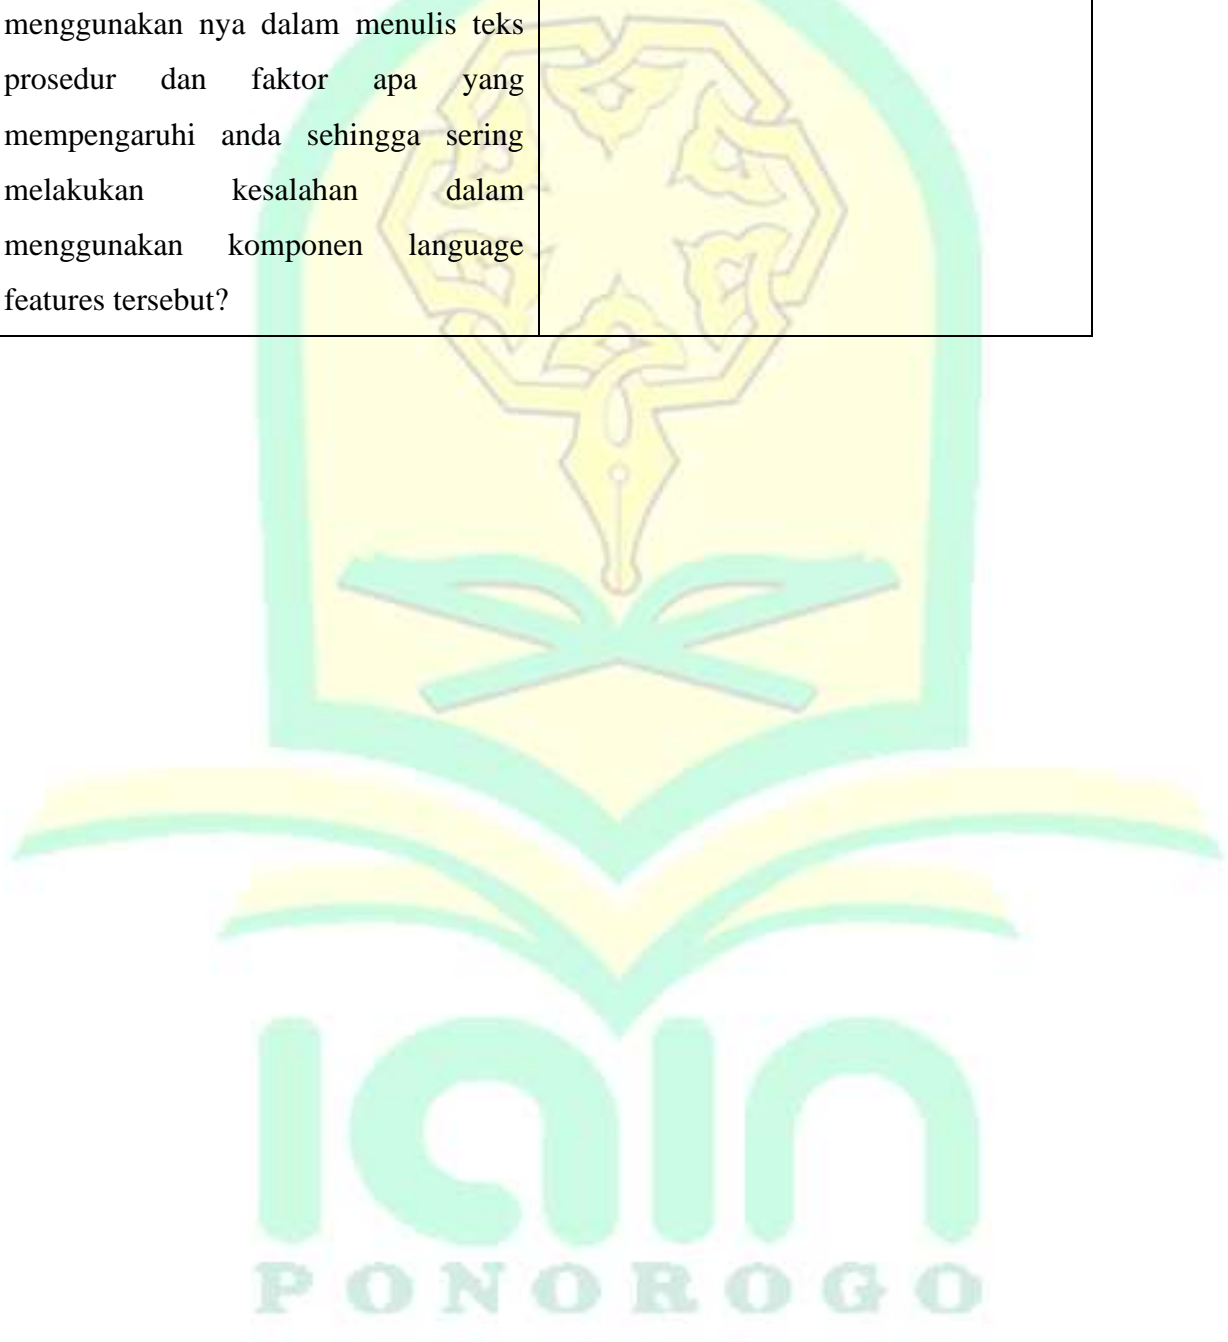 menggunakan nya dalam menulis teks
prosedur dan faktor apa yang
mempengaruhi anda sehingga sering
melakukan kesalahan dalam
menggunakan komponen language
features tersebut?
iain
PONOROGO